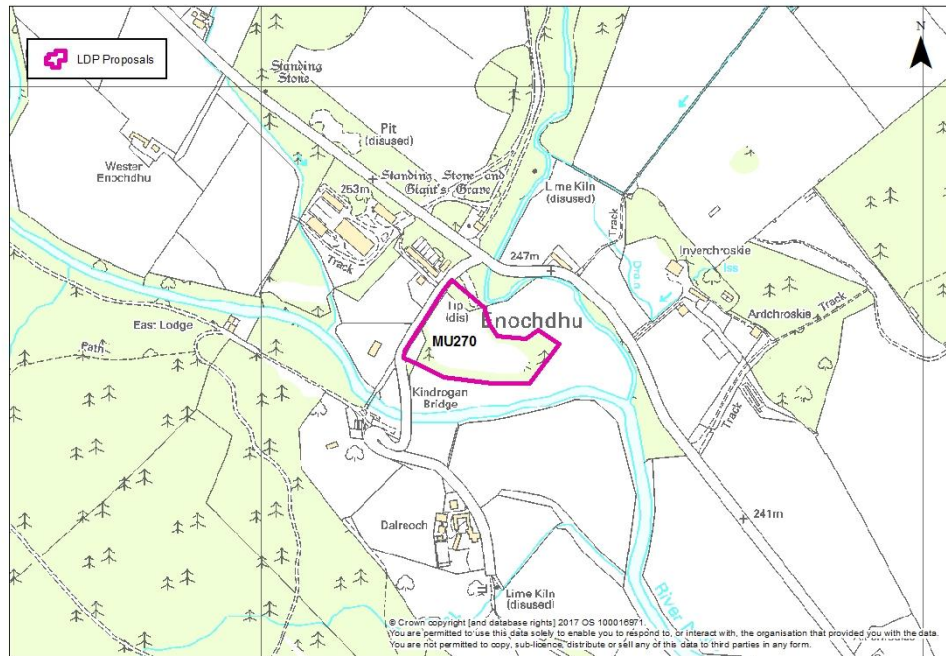 LDP Proposals
N
Standing
Stone
Pit
(disused)
Wester
Enochdhu
Standing Stone and
Giant's Grave
253m
Lime Kiln
(disused)
Track
Track
247m
Inverchroskie
Drain
Iss
Tip
(dis)
Enochdhu
Ardchroskie
Track
East Lodge
MU270
Path
Kindrogan
Bridge
Track
Dalreoch
241m
Lime Kiln
(disused)
River
© Crown copyright [and database rights] 2017 OS 100016971.
You are permitted to use this data solely to enable you to respond to, or interact with, the organisation that provided you with the data.
You are not permitted to copy, sub-licence, distribute or sell any of this data to third parties in any form.